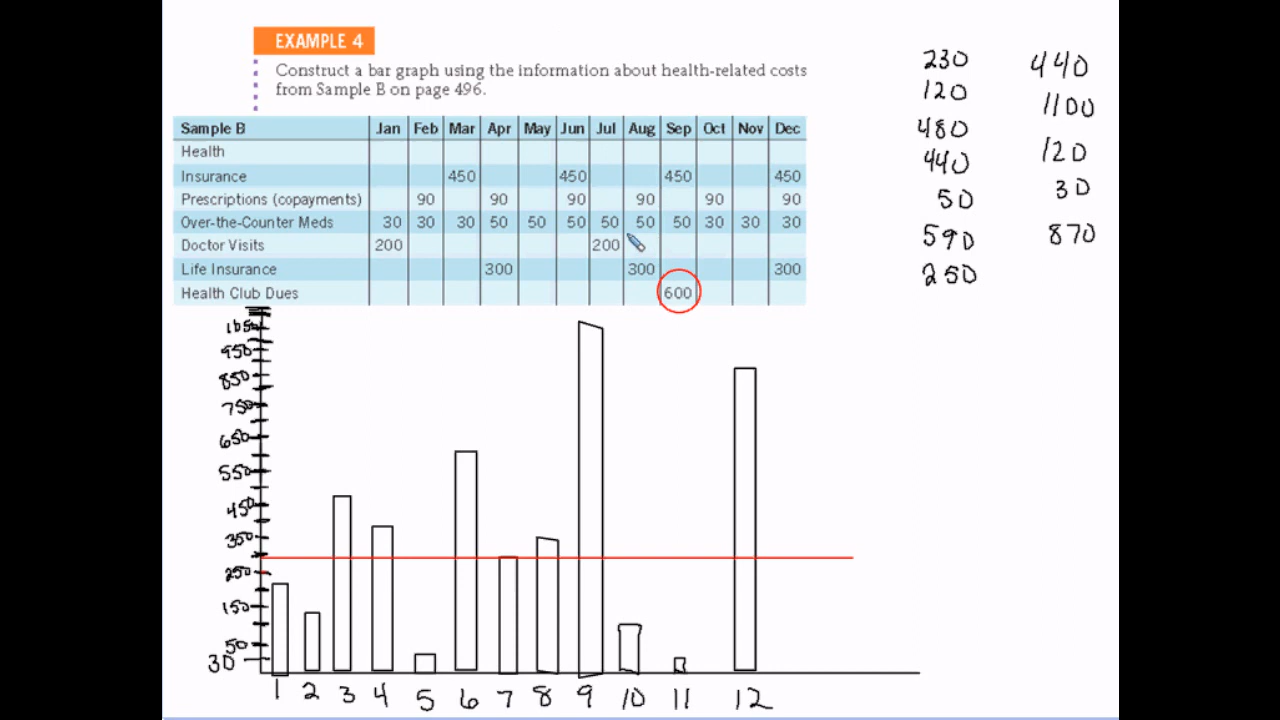 EXAMPLE 4
Construct a bar graph using the information about health-related costs
from Sample B on page 496.
Sample B Jan Feb Mar Apr May Jun Jul Aug Sep Oct Nov Dec
Health
Insurance 450 450 450 450
Prescriptions (copayments) 90 90 90 90 90 90
Over-the-Counter Meds 30 30 30 50 50 50 50 50 50 30 30 30
Doctor Visits 200 200
Life Insurance 300 300 300
Health Club Dues 600
230
120
480
440
50
590
250
440
1100
120
30
870
1050
950
850
750
650
550
450
350
250
150
50
30
1 2 3 4 5 6 7 8 9 10 11 12